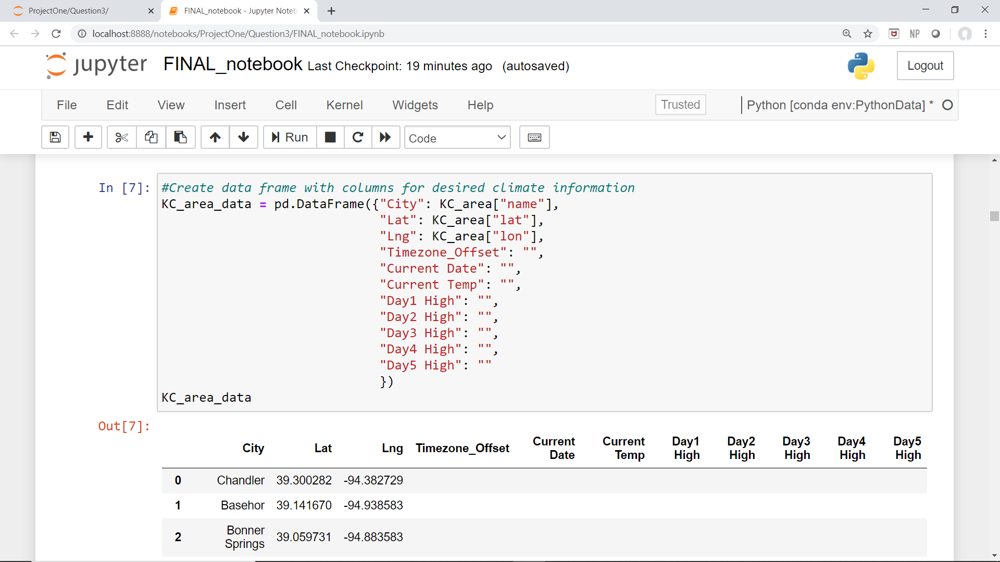 ProjectOne/Question3/
FINAL_notebook - Jupyter Noteb
localhost:8888/notebooks/ProjectOne/Question3/FINAL_notebook.ipynb
NP
jupyter FINAL_notebook Last Checkpoint: 19 minutes ago (autosaved)
Logout
File Edit View Insert Cell Kernel Widgets Help
Trusted
Python [conda env:PythonData] *
Run
Code
In [7]:
#Create data frame with columns for desired climate information
KC_area_data = pd.DataFrame({"City": KC_area["name"],
"Lat": KC_area["lat"],
"Lng": KC_area["lon"],
"Timezone_Offset": "",
"Current Date": "",
"Current Temp": "",
"Day1 High": "",
"Day2 High": "",
"Day3 High": "",
"Day4 High": "",
"Day5 High": ""
})
KC_area_data
Out[7]:
City Lat Lng Timezone_Offset Current Date Current Temp Day1 High Day2 High Day3 High Day4 High Day5 High
0 Chandler 39.300282 -94.382729
1 Basehor 39.141670 -94.938583
2 Bonner Springs 39.059731 -94.883583